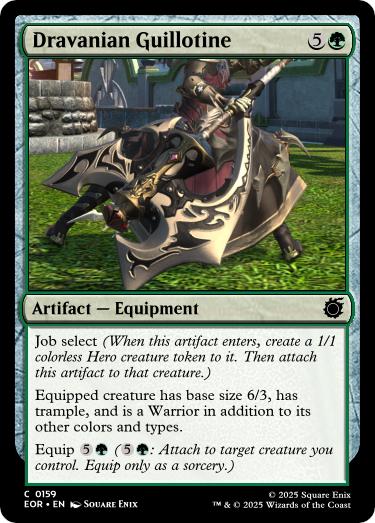 Dravanian Guillotine 5
Artifact — Equipment
Job select (When this artifact enters, create a 1/1
colorless Hero creature token to it. Then attach
this artifact to that creature.)
Equipped creature has base size 6/3, has
trample, and is a Warrior in addition to its
other colors and types.
Equip 5 (5: Attach to target creature you
control. Equip only as a sorcery.)
C 0159
EOR • EN SQUARE ENIX
© 2025 Square Enix
™ & © 2025 Wizards of the Coast